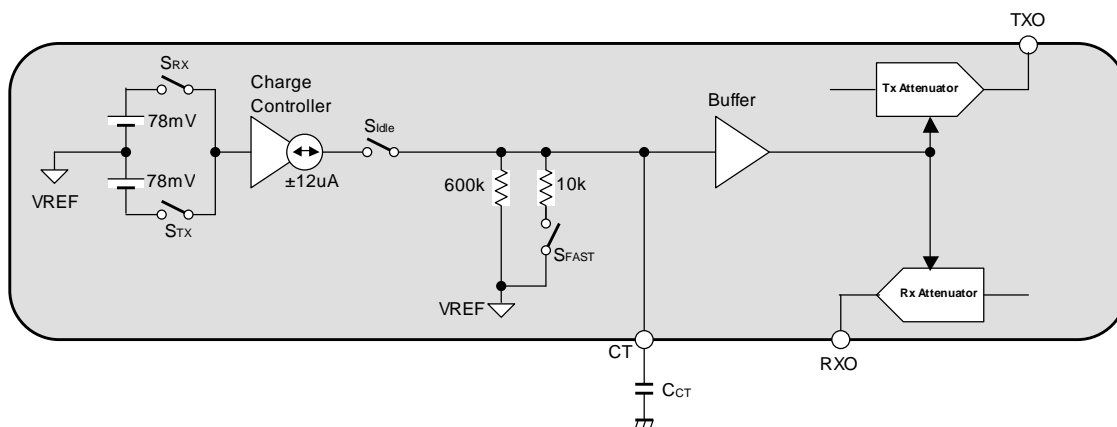 TXO
SRX
Charge
Controller
Tx Attenuator
Buffer
78mV
SIdle
78mV
±12uA
600k
10k
VREF
STX
SFAST
Rx Attenuator
VREF
CT
RXO
CCT